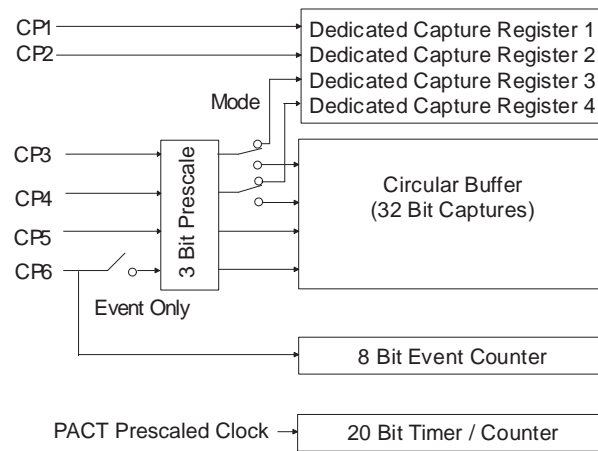 CP1
CP2
Dedicated Capture Register 1
Dedicated Capture Register 2
Dedicated Capture Register 3
Dedicated Capture Register 4
Mode
CP3
CP4
CP5
CP6
3 Bit Prescale
Circular Buffer
(32 Bit Captures)
Event Only
8 Bit Event Counter
PACT Prescaled Clock
20 Bit Timer / Counter